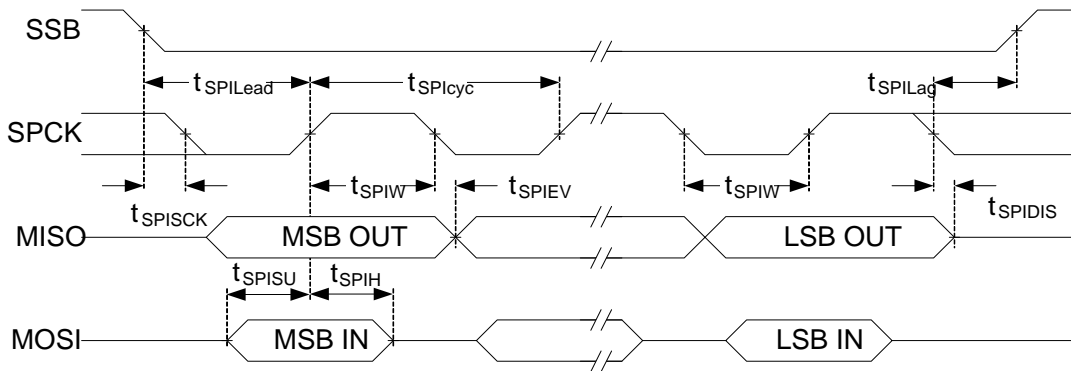 SSB
tSPILead
tSPIcyc
tSPILag
SPCK
tSPISCK
tSPIW
tSPIEV
tSPIW
tSPIDIS
MISO
MSB OUT
LSB OUT
tSPISU
tSPIH
MOSI
MSB IN
LSB IN